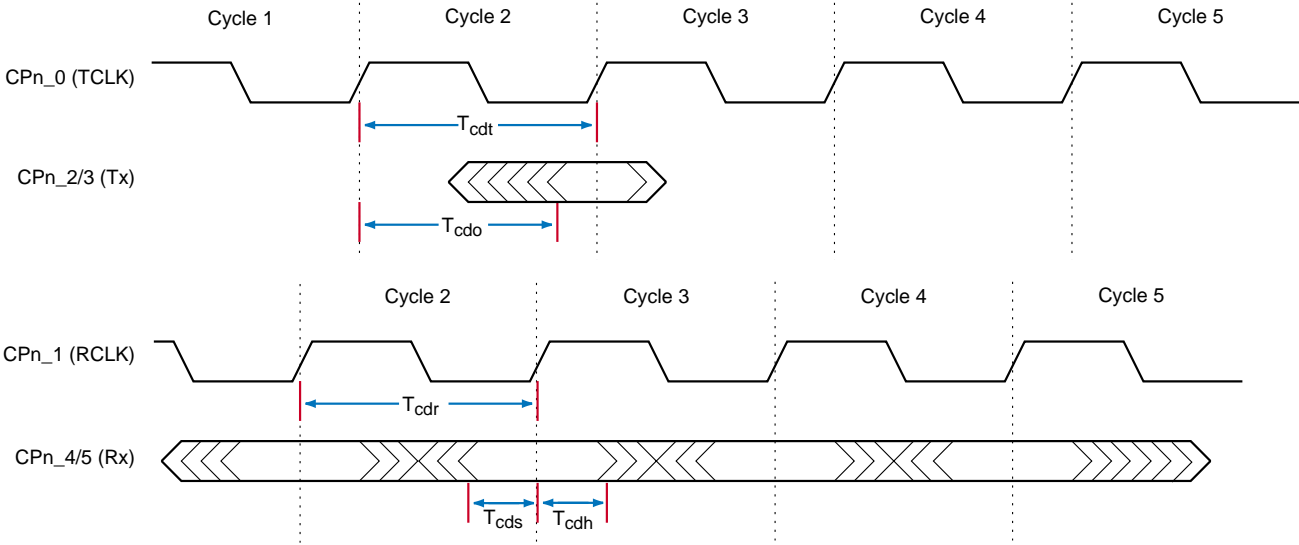 Cycle 1 Cycle 2 Cycle 3 Cycle 4 Cycle 5
CPn_0 (TCLK)
Tcdt
CPn_2/3 (Tx)
Tcdo
Cycle 2 Cycle 3 Cycle 4 Cycle 5
CPn_1 (RCLK)
Tcdr
CPn_4/5 (Rx)
Tcds Tcdh